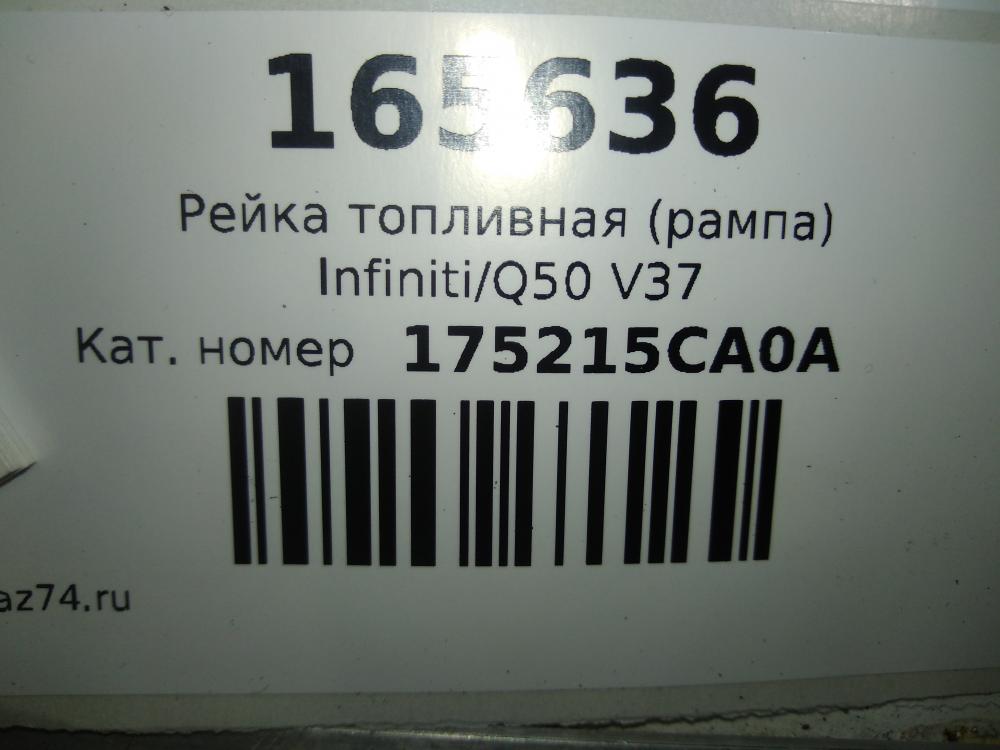 165636
Рейка топливная (рампа)
Infiniti/Q50 V37
Кат. номер 175215CA0A
az74.ru